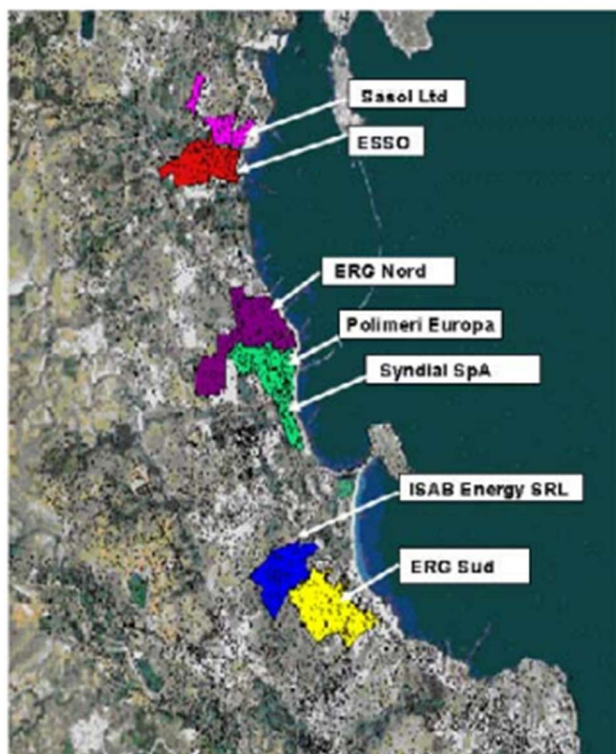 Sasol Ltd
ESSO
ERG Nord
Polimeri Europa
Syndial SpA
ISAB Energy SRL
ERG Sud